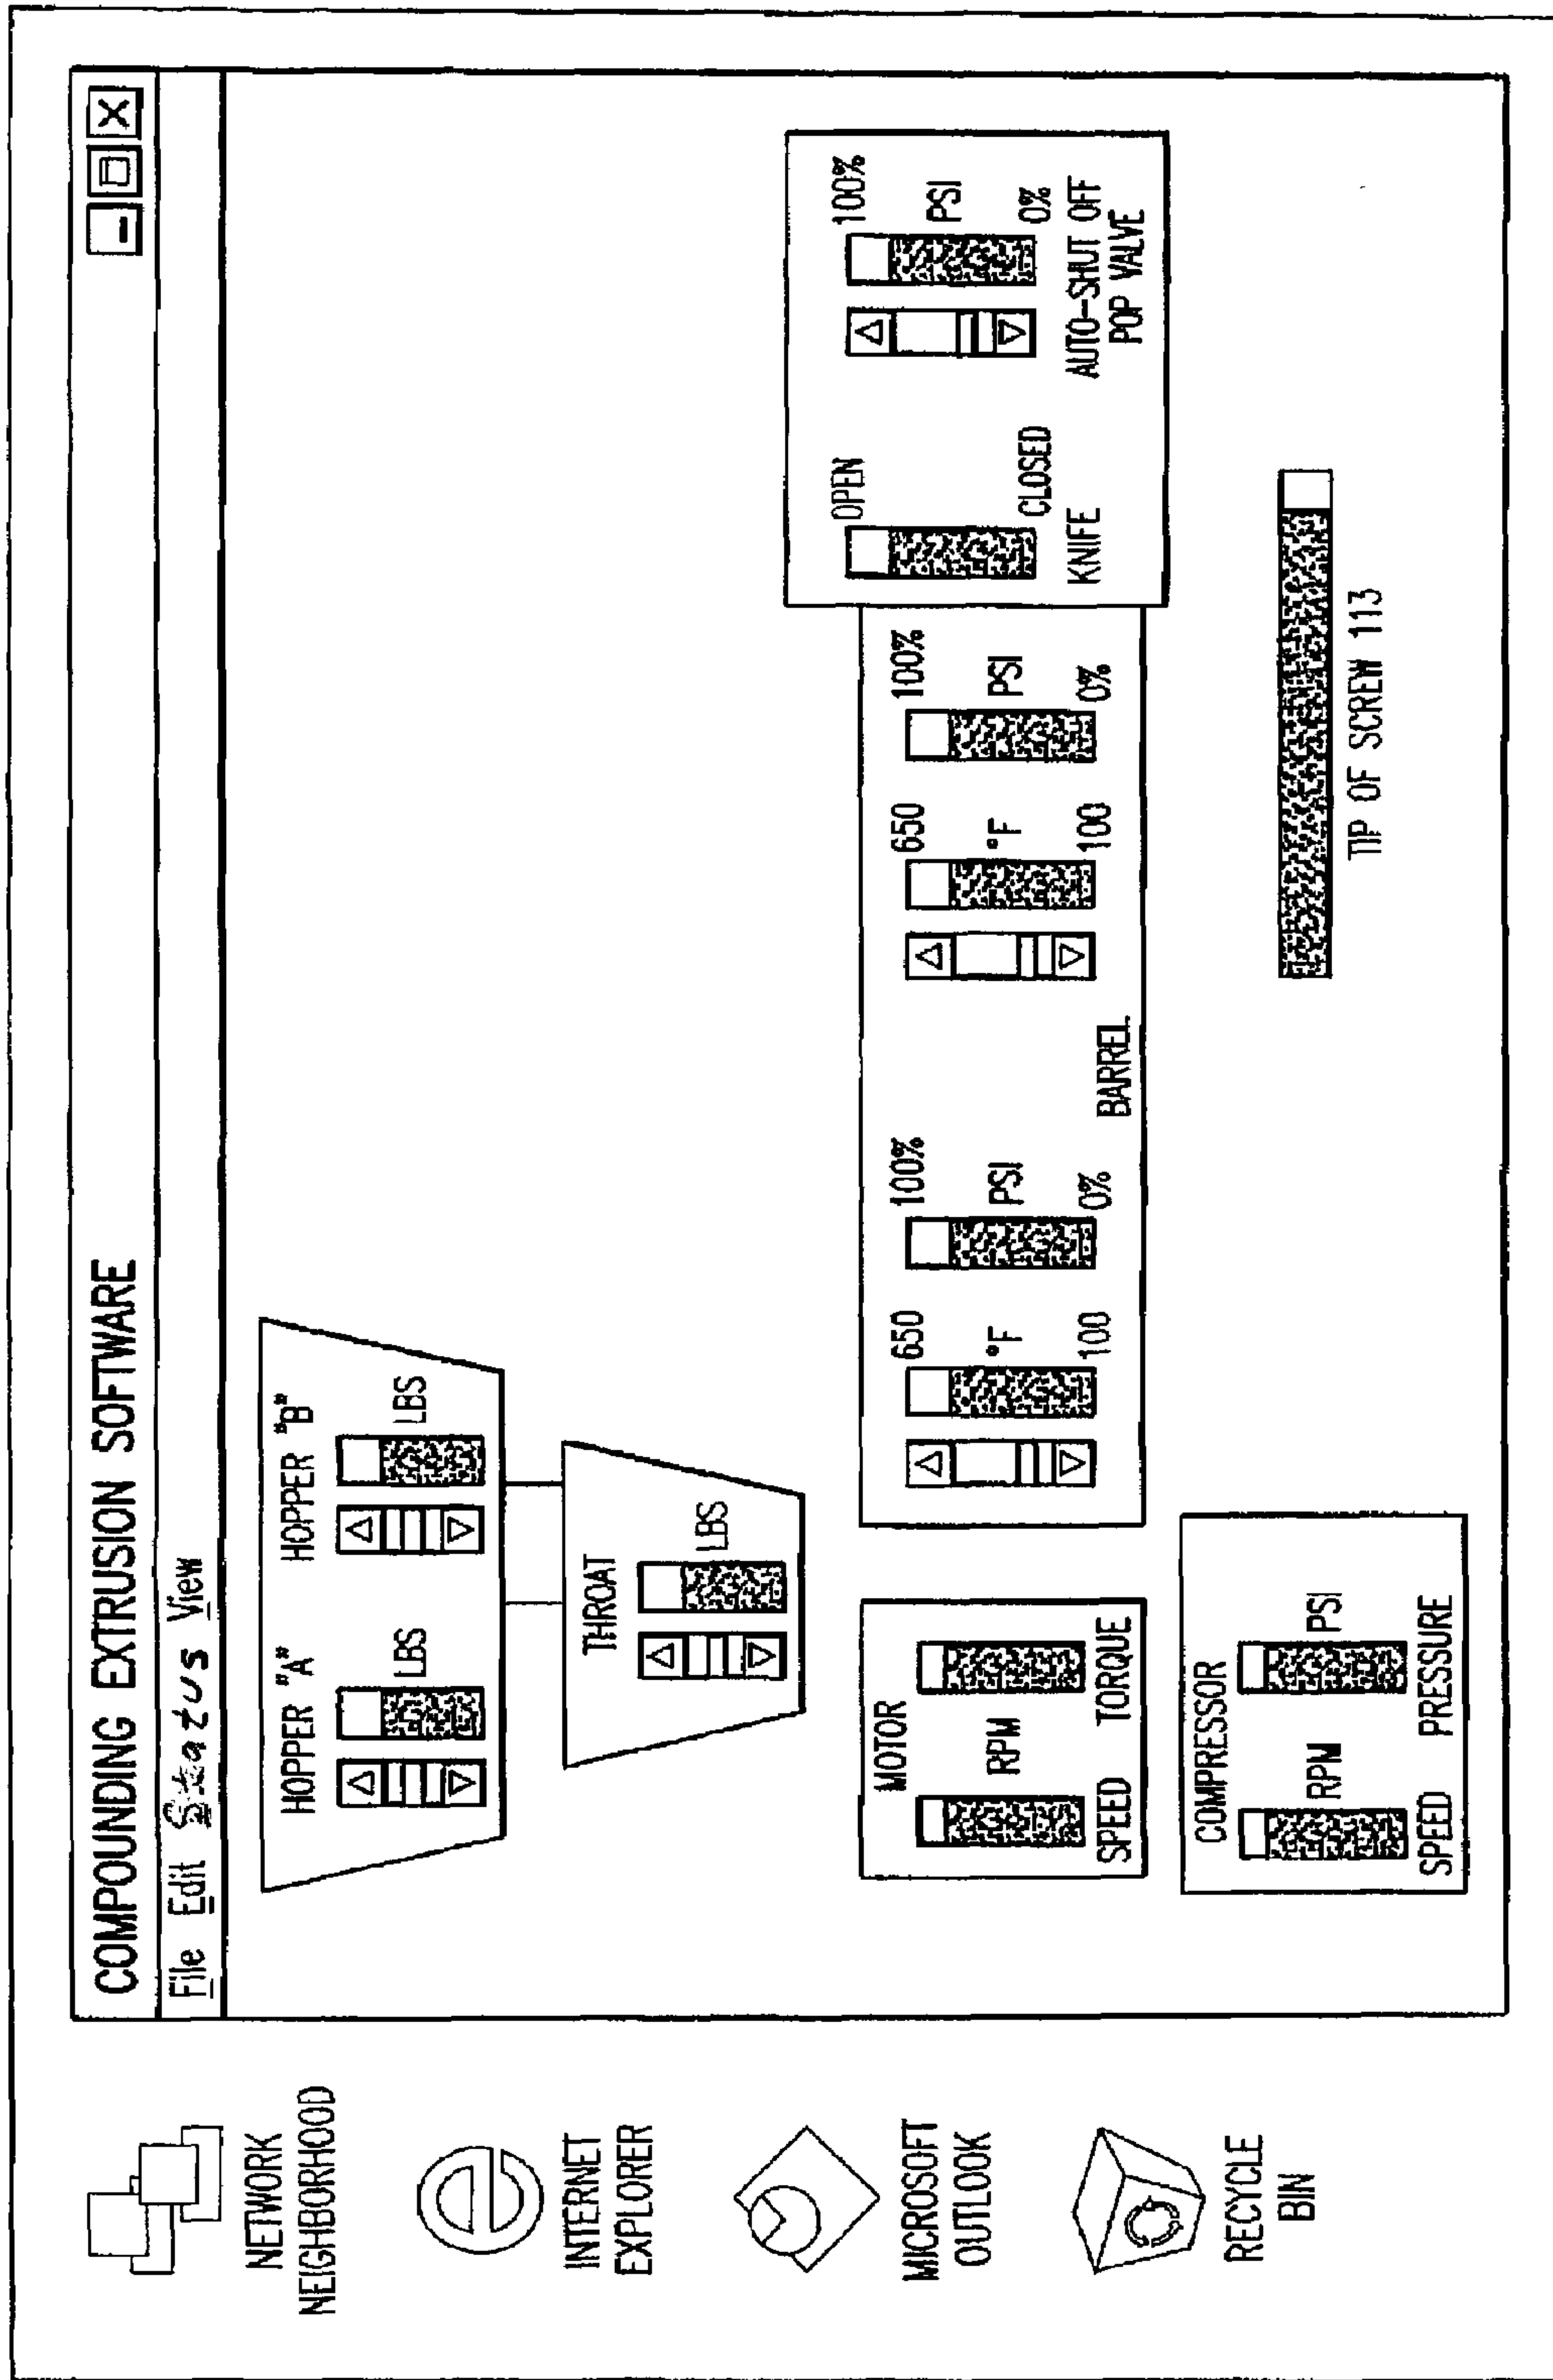 NETWORK
NEIGHBORHOOD
INTERNET
EXPLORER
MICROSOFT
OUTLOOK
RECYCLE
BIN
COMPOUNDING EXTRUSION SOFTWARE
File Edit Status View
HOPPER "A" HOPPER "B"
LBS LBS
THROAT
LBS
MOTOR
RPM
SPEED TORQUE
COMPRESSOR
RPM PSI
SPEED PRESSURE
650 100% 650 100%
°F PSI °F PSI
100 0% 100 0%
BARREL
OPEN 100%
PSI
CLOSED 0%
KNIFE AUTO-SHUT OFF
POP VALVE
TIP OF SCREW 113